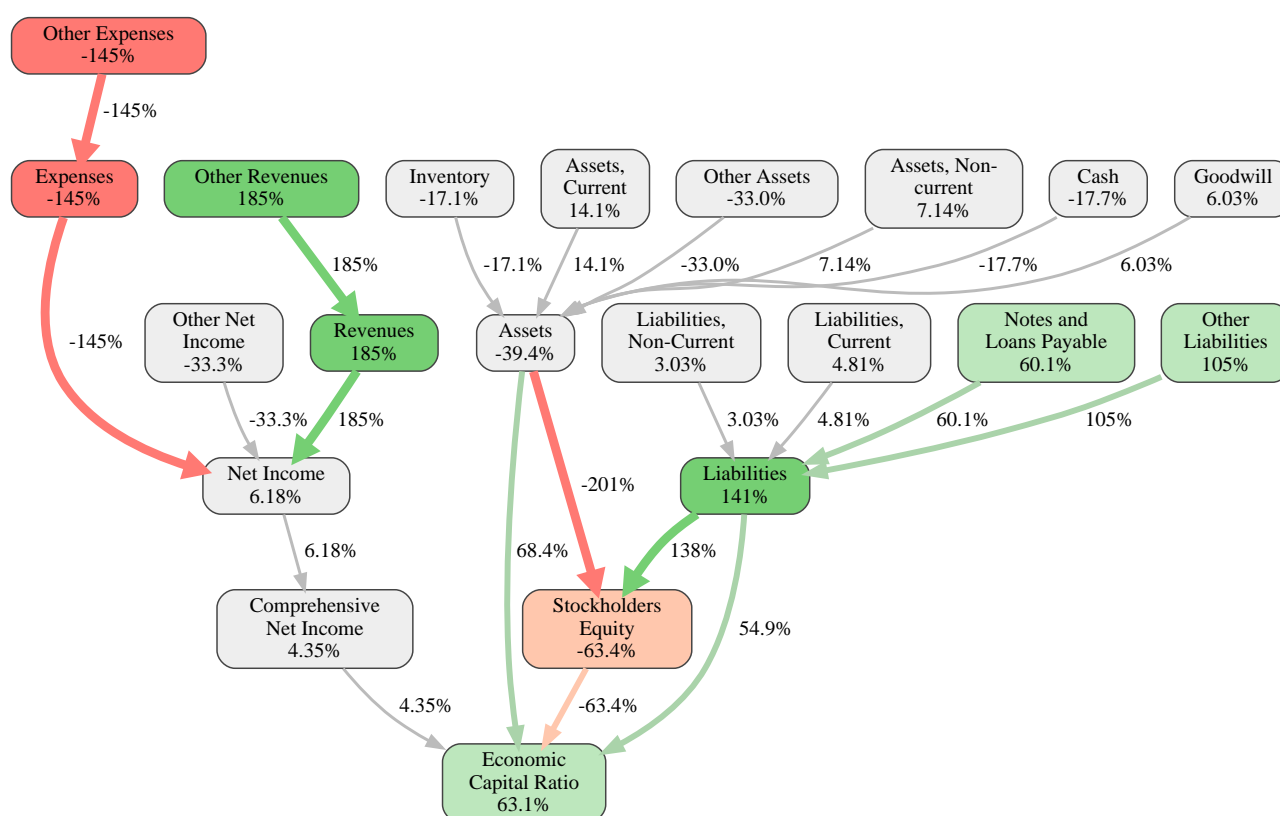 Other Expenses
-145%
-145%
Expenses
-145%
Other Revenues
185%
Inventory
-17.1%
Assets,
Current
14.1%
Other Assets
-33.0%
Assets, Non-
current
7.14%
Cash
-17.7%
Goodwill
6.03%
185%
-17.1%
14.1%
-33.0%
7.14%
-17.7%
6.03%
-145%
Other Net
Income
-33.3%
Revenues
185%
Assets
-39.4%
Liabilities,
Non-Current
3.03%
Liabilities,
Current
4.81%
Notes and
Loans Payable
60.1%
Other
Liabilities
105%
-33.3%
185%
3.03%
4.81%
60.1%
105%
Net Income
6.18%
-201%
Liabilities
141%
6.18%
68.4%
138%
Comprehensive
Net Income
4.35%
Stockholders
Equity
-63.4%
54.9%
4.35%
-63.4%
Economic
Capital Ratio
63.1%